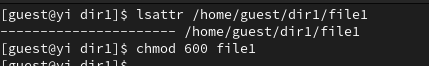 [guest@yi dir1]$ lsattr /home/guest/dir1/file1
---------------------- /home/guest/dir1/file1
[guest@yi dir1]$ chmod 600 file1
[guest@yi dir1]$